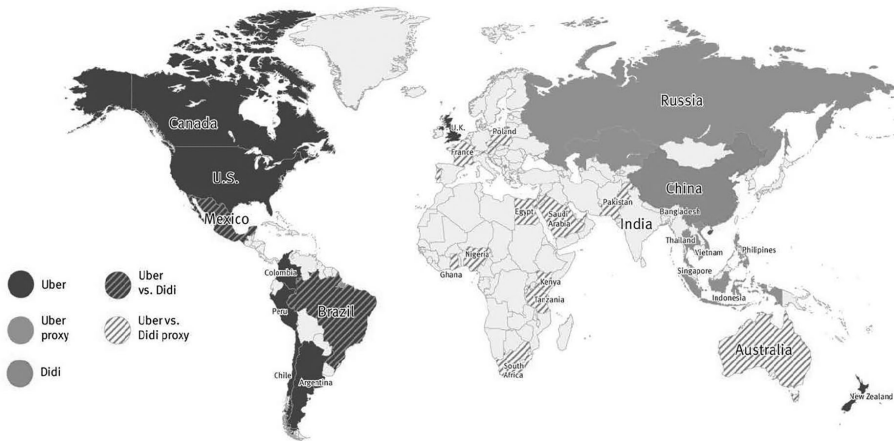 Canada
U.S.
Mexico
Colombia
Peru
Brazil
Chile
Argentina
U.K.
Poland
France
Egypt
Saudi
Arabia
Nigeria
Ghana
Kenya
Tanzania
South
Africa
Russia
China
Pakistan
India
Bangladesh
Thailand
Vietnam
Philipines
Singapore
Indonesia
Australia
New Zealand
Uber
Uber
vs. Didi
Uber
proxy
Uber vs.
Didi proxy
Didi